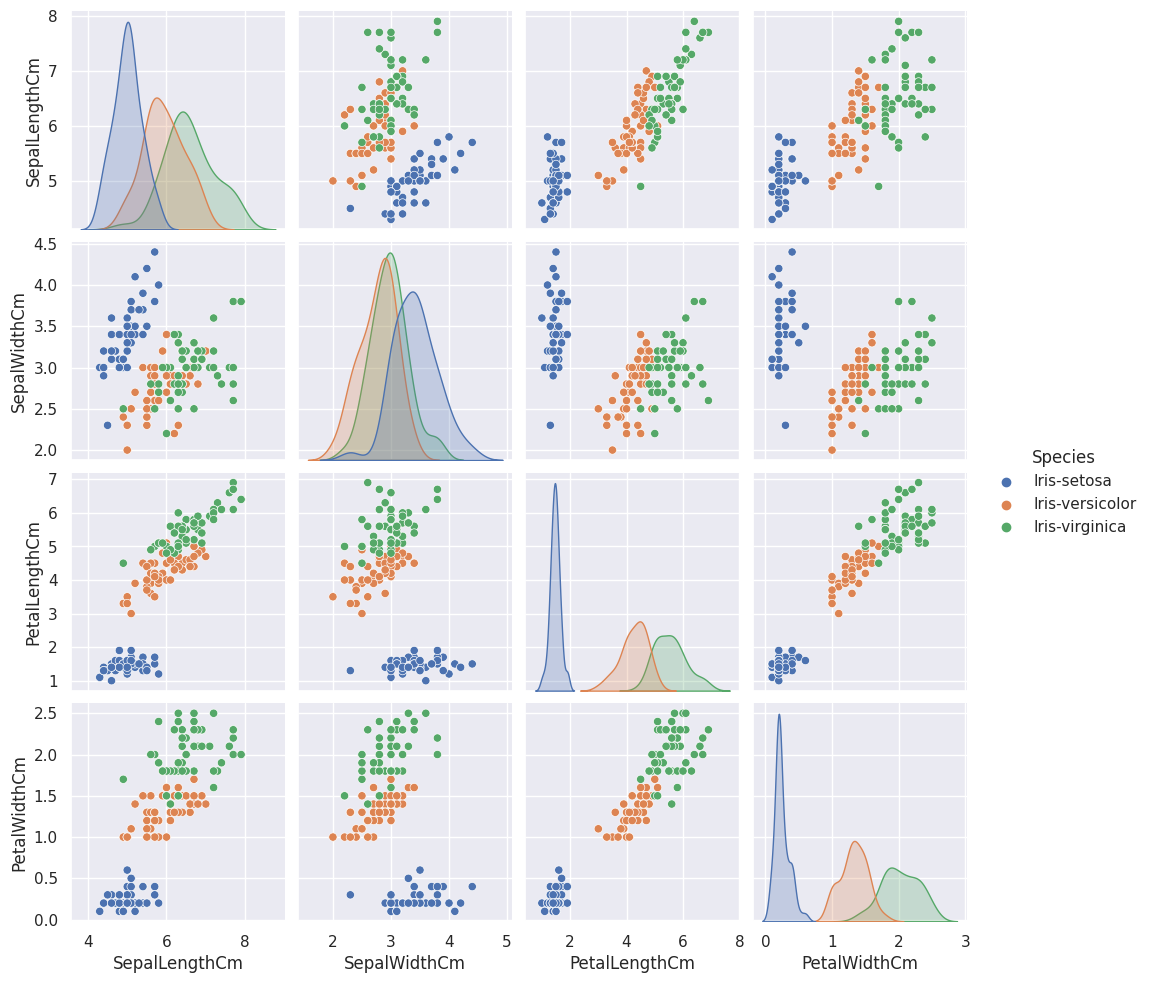 8
7
6
5
SepalLengthCm
4.5
4.0
3.5
3.0
2.5
2.0
SepalWidthCm
7
6
5
4
3
2
1
PetalLengthCm
2.5
2.0
1.5
1.0
0.5
0.0
PetalWidthCm
4 6 8
SepalLengthCm
2 3 4 5
SepalWidthCm
2 4 6 8
PetalLengthCm
0 1 2 3
PetalWidthCm
Species
Iris-setosa
Iris-versicolor
Iris-virginica